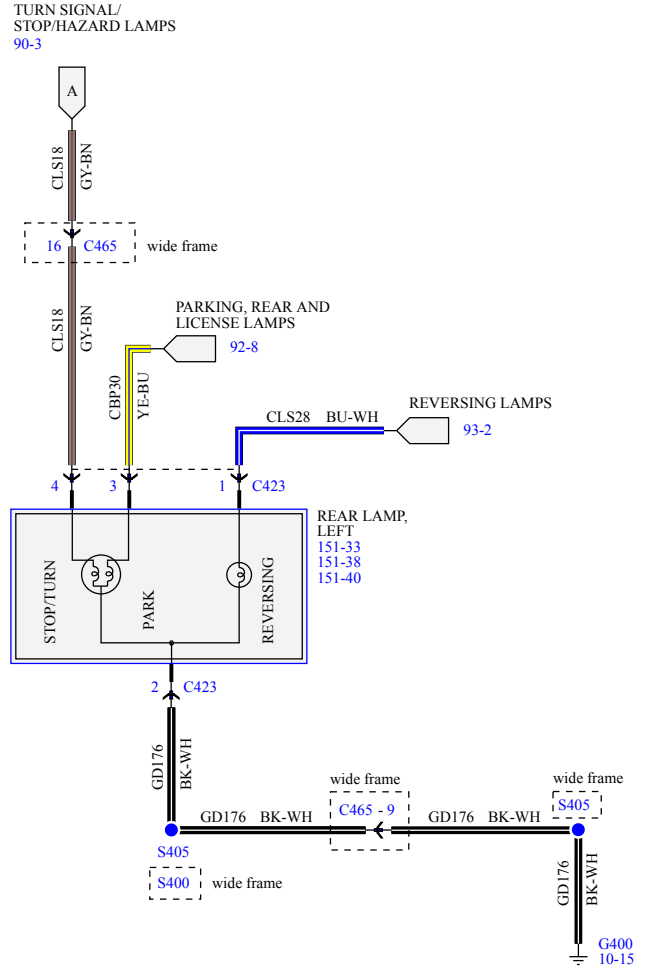 TURN SIGNAL/
STOP/HAZARD LAMPS
90-3
A
CLS18
GY-BN
16 C465
wide frame
CLS18
GY-BN
PARKING, REAR AND
LICENSE LAMPS
92-8
CBP30
YE-BU
REVERSING LAMPS
93-2
CLS28 BU-WH
4
3
1 C423
REAR LAMP,
LEFT
151-33
151-38
151-40
STOP/TURN
PARK
REVERSING
2 C423
GD176
BK-WH
wide frame
C465 - 9
wide frame
S405
GD176 BK-WH
GD176 BK-WH
S405
S400
wide frame
GD176
BK-WH
G400
10-15